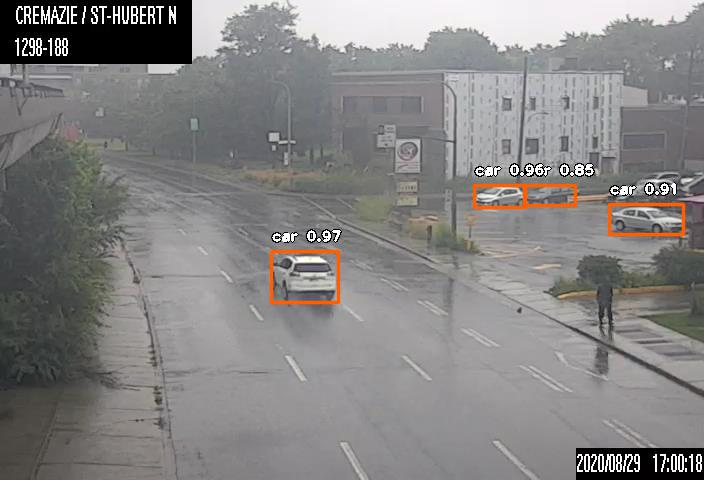 CREMAZIE / ST-HUBERT N
1298-188
car 0.96r 0.85
car 0.91
car 0.97
2020/08/29 17:00:18